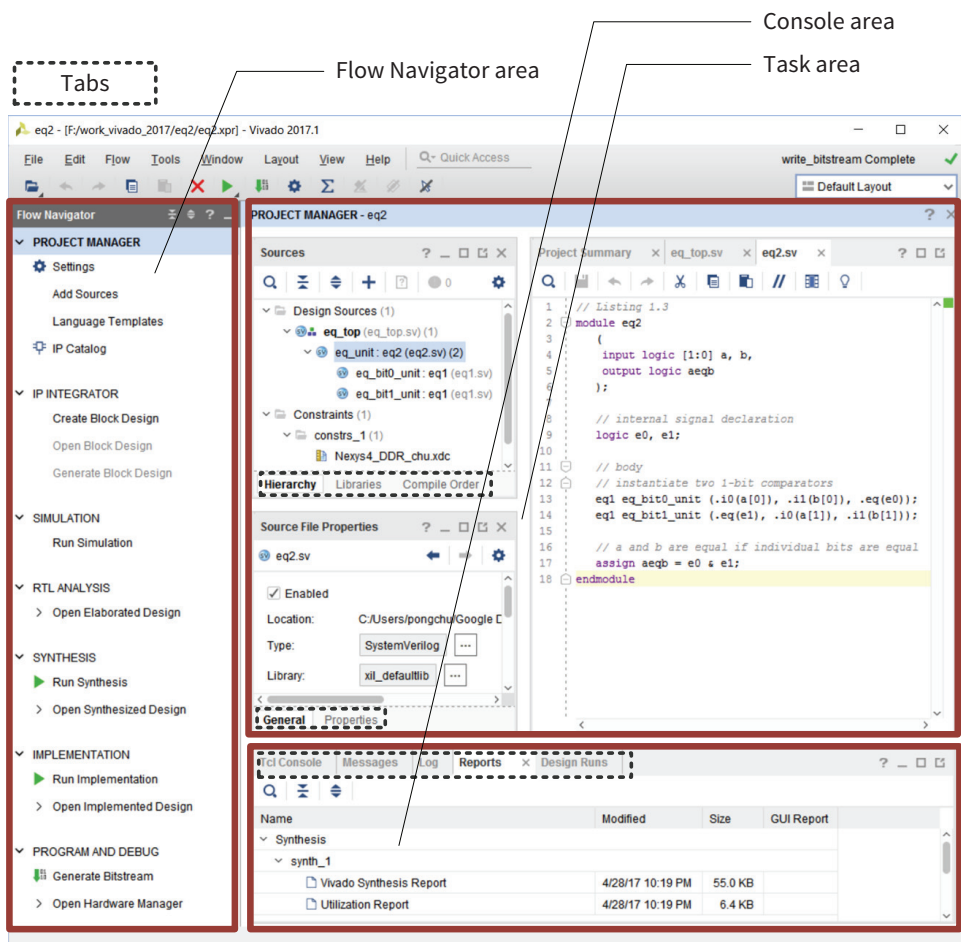 Console area
Flow Navigator area
Task area
Tabs
eq2 - [F:/work_vivado_2017/eq2/eq2.xpr] - Vivado 2017.1
File Edit Flow Tools Window Layout View Help Quick Access
write_bitstream Complete
Default Layout
Flow Navigator
PROJECT MANAGER
Settings
Add Sources
Language Templates
IP Catalog
IP INTEGRATOR
Create Block Design
Open Block Design
Generate Block Design
SIMULATION
Run Simulation
RTL ANALYSIS
Open Elaborated Design
SYNTHESIS
Run Synthesis
Open Synthesized Design
IMPLEMENTATION
Run Implementation
Open Implemented Design
PROGRAM AND DEBUG
Generate Bitstream
Open Hardware Manager
PROJECT MANAGER - eq2
Sources
0
Design Sources (1)
eq_top (eq_top.sv) (1)
eq_unit : eq2 (eq2.sv) (2)
eq_bit0_unit : eq1 (eq1.sv)
eq_bit1_unit : eq1 (eq1.sv)
Constraints (1)
constrs_1 (1)
Nexys4_DDR_chu.xdc
Hierarchy Libraries Compile Order
Source File Properties
eq2.sv
Enabled
Location: C:/Users/pongchu/Google D
Type: SystemVerilog ...
Library: xil_defaultlib ...
General Properties
Project Summary eq_top.sv eq2.sv
1 // Listing 1.3
2 module eq2
3 (
4 input logic [1:0] a, b,
5 output logic aeqb
6 );
7
8 // internal signal declaration
9 logic e0, e1;
10
11 // body
12 // instantiate two 1-bit comparators
13 eq1 eq_bit0_unit (.i0(a[0]), .i1(b[0]), .eq(e0));
14 eq1 eq_bit1_unit (.eq(e1), .i0(a[1]), .i1(b[1]));
15
16 // a and b are equal if individual bits are equal
17 assign aeqb = e0 & e1;
18 endmodule
Tcl Console Messages Log Reports Design Runs
Name Modified Size GUI Report
Synthesis
synth_1
Vivado Synthesis Report 4/28/17 10:19 PM 55.0 KB
Utilization Report 4/28/17 10:19 PM 6.4 KB